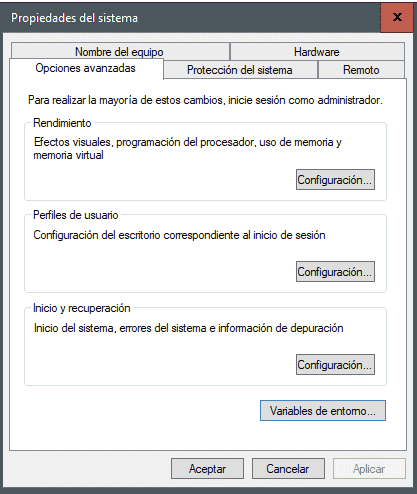 Propiedades del sistema
x
Nombre del equipo
Hardware
Opciones avanzadas
Protección del sistema
Remoto
Para realizar la mayoría de estos cambios, inicie sesión como administrador.
Rendimiento
Efectos visuales, programación del procesador, uso de memoria y
memoria virtual
Configuración...
Perfiles de usuario
Configuración del escritorio correspondiente al inicio de sesión
Configuración...
Inicio y recuperación
Inicio del sistema, errores del sistema e información de depuración
Configuración...
Variables de entorno...
Aceptar
Cancelar
Aplicar